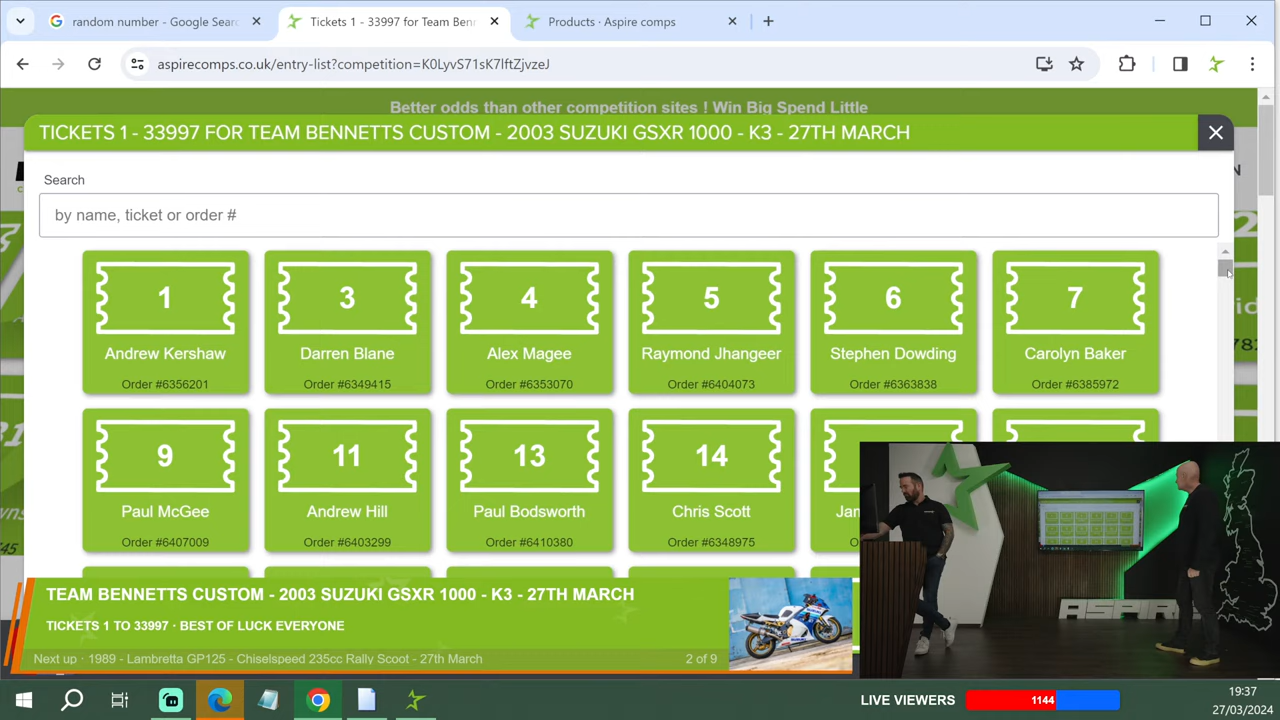 random number - Google Searc
Tickets 1 - 33997 for Team Benn
Products · Aspire comps
aspirecomps.co.uk/entry-list?competition=K0LyvS71sK7lftZjvzeJ
Better odds than other competition sites ! Win Big Spend Little
TICKETS 1 - 33997 FOR TEAM BENNETTS CUSTOM - 2003 SUZUKI GSXR 1000 - K3 - 27TH MARCH
Search
by name, ticket or order #
1 3 4 5 6 7
Andrew Kershaw Darren Blane Alex Magee Raymond Jhangeer Stephen Dowding Carolyn Baker
Order #6356201 Order #6349415 Order #6353070 Order #6404073 Order #6363838 Order #6385972
9 11 13 14
Paul McGee Andrew Hill Paul Bodsworth Chris Scott Jar
Order #6407009 Order #6403299 Order #6410380 Order #6348975
TEAM BENNETTS CUSTOM - 2003 SUZUKI GSXR 1000 - K3 - 27TH MARCH
TICKETS 1 TO 33997 · BEST OF LUCK EVERYONE
Next up · 1989 - Lambretta GP125 - Chiselspeed 235cc Rally Scoot - 27th March 2 of 9
ASPIRE
LIVE VIEWERS 1144
19:37
27/03/2024